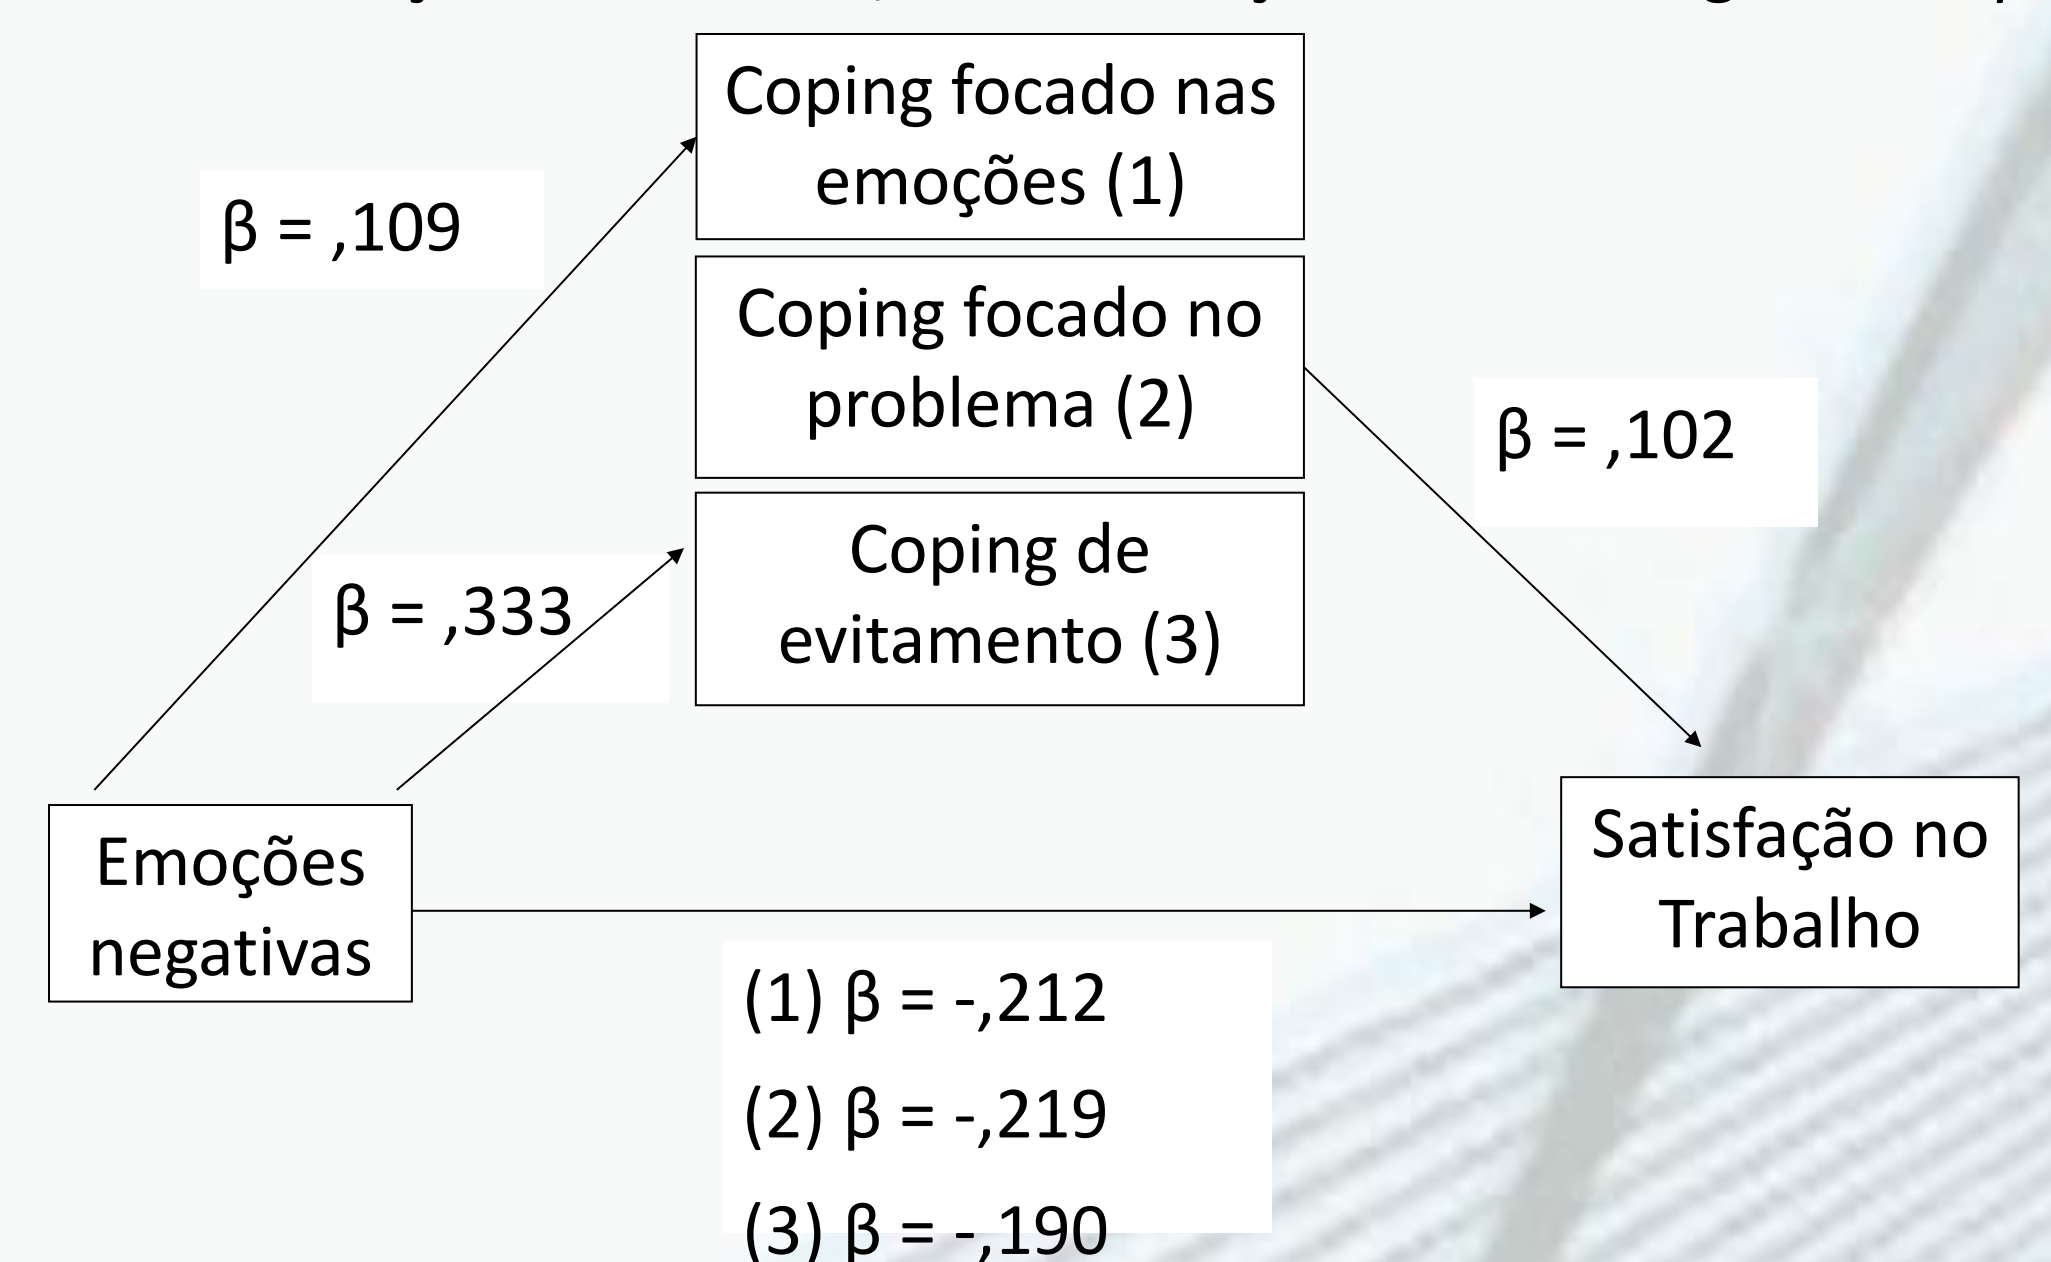 Coping focado nas
emoções (1)
β = ,109
Coping focado no
problema (2)
β = ,102
Coping de
evitamento (3)
β = ,333
Emoções
negativas
Satisfação no
Trabalho
(1) β = -,212
(2) β = -,219
(3) β = -,190